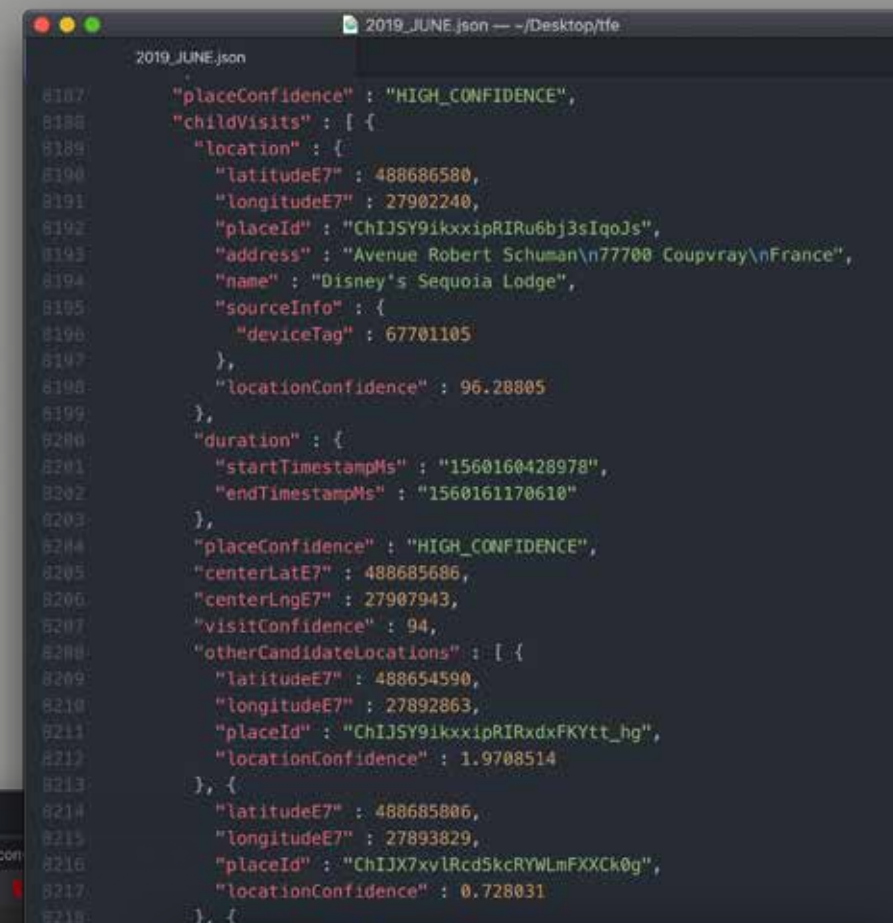 2019_JUNE.json — ~/Desktop/tfe
2019_JUNE.json
8187 "placeConfidence" : "HIGH_CONFIDENCE",
8188 "childVisits" : [ {
8189 "location" : {
8190 "latitudeE7" : 488686580,
8191 "longitudeE7" : 27902240,
8192 "placeId" : "ChIJSY9ikxxipRIRu6bj3sIqoJs",
8193 "address" : "Avenue Robert Schuman\n77700 Coupvray\nFrance",
8194 "name" : "Disney's Sequoia Lodge",
8195 "sourceInfo" : {
8196 "deviceTag" : 67701105
8197 },
8198 "locationConfidence" : 96.28805
8199 },
8200 "duration" : {
8201 "startTimestampMs" : "1560160428978",
8202 "endTimestampMs" : "1560161170610"
8203 },
8204 "placeConfidence" : "HIGH_CONFIDENCE",
8205 "centerLatE7" : 488685686,
8206 "centerLngE7" : 27907943,
8207 "visitConfidence" : 94,
8208 "otherCandidateLocations" : [ {
8209 "latitudeE7" : 488654590,
8210 "longitudeE7" : 27892863,
8211 "placeId" : "ChIJSY9ikxxipRIRxdxFKYtt_hg",
8212 "locationConfidence" : 1.9708514
8213 }, {
8214 "latitudeE7" : 488685806,
8215 "longitudeE7" : 27893829,
8216 "placeId" : "ChIJX7xvlRcd5kcRYWLmFXXCk0g",
8217 "locationConfidence" : 0.728031
8218 }, {
con